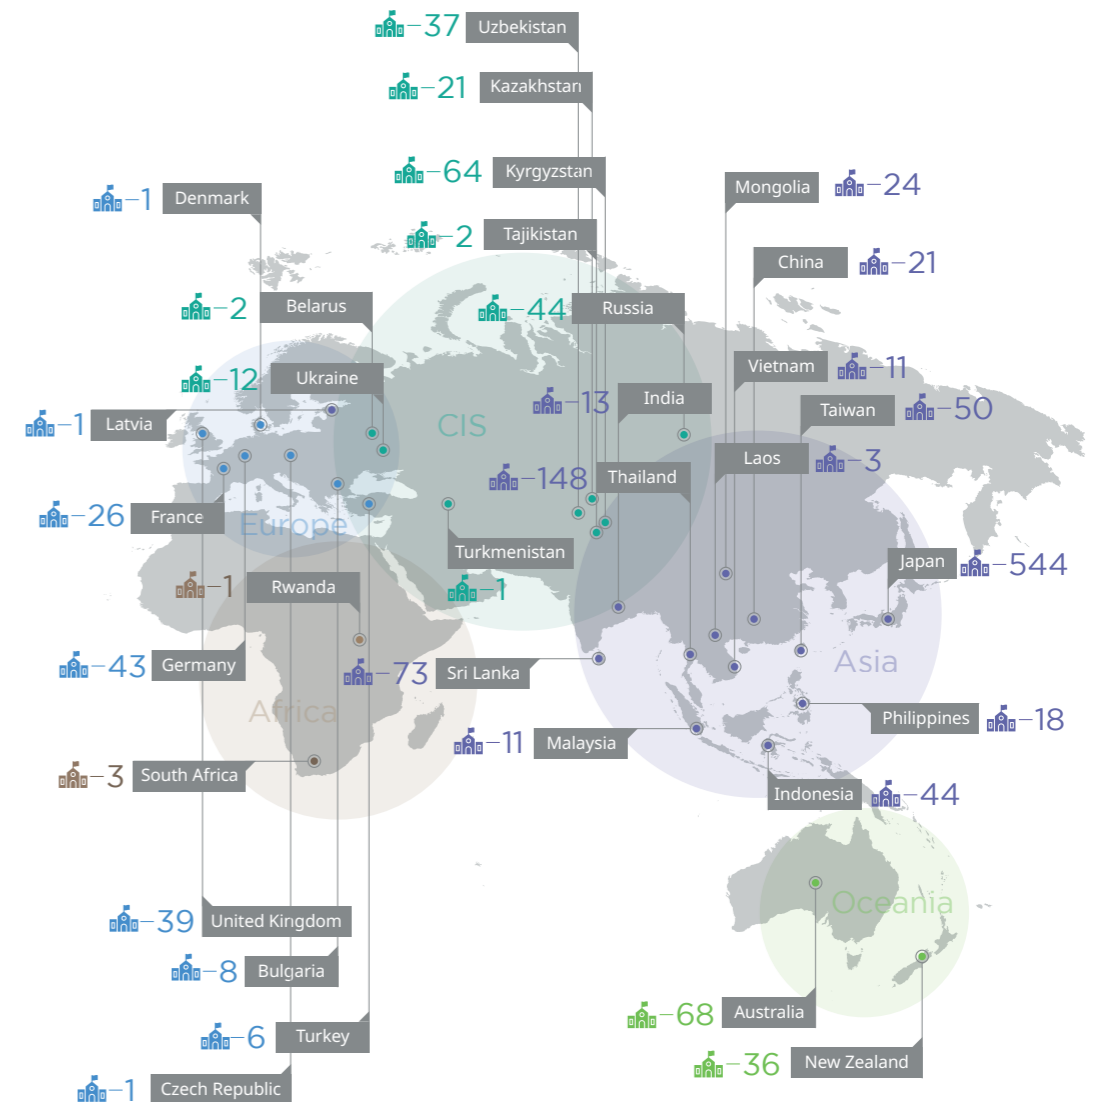 -37 Uzbekistan
-21 Kazakhstan
-64 Kyrgyzstan
Mongolia -24
-1 Denmark
-2 Tajikistan
China -21
-2 Belarus
-44 Russia
Vietnam -11
-12 Ukraine
-13 India
Taiwan -50
-1 Latvia
CIS
Laos -3
-148 Thailand
-26 France
Europe
Turkmenistan
-1
Japan -544
-1 Rwanda
-43 Germany
-73 Sri Lanka
Asia
Africa
Philippines -18
-11 Malaysia
-3 South Africa
Indonesia -44
Oceania
-39 United Kingdom
-8 Bulgaria
-68 Australia
-6 Turkey
-36 New Zealand
-1 Czech Republic